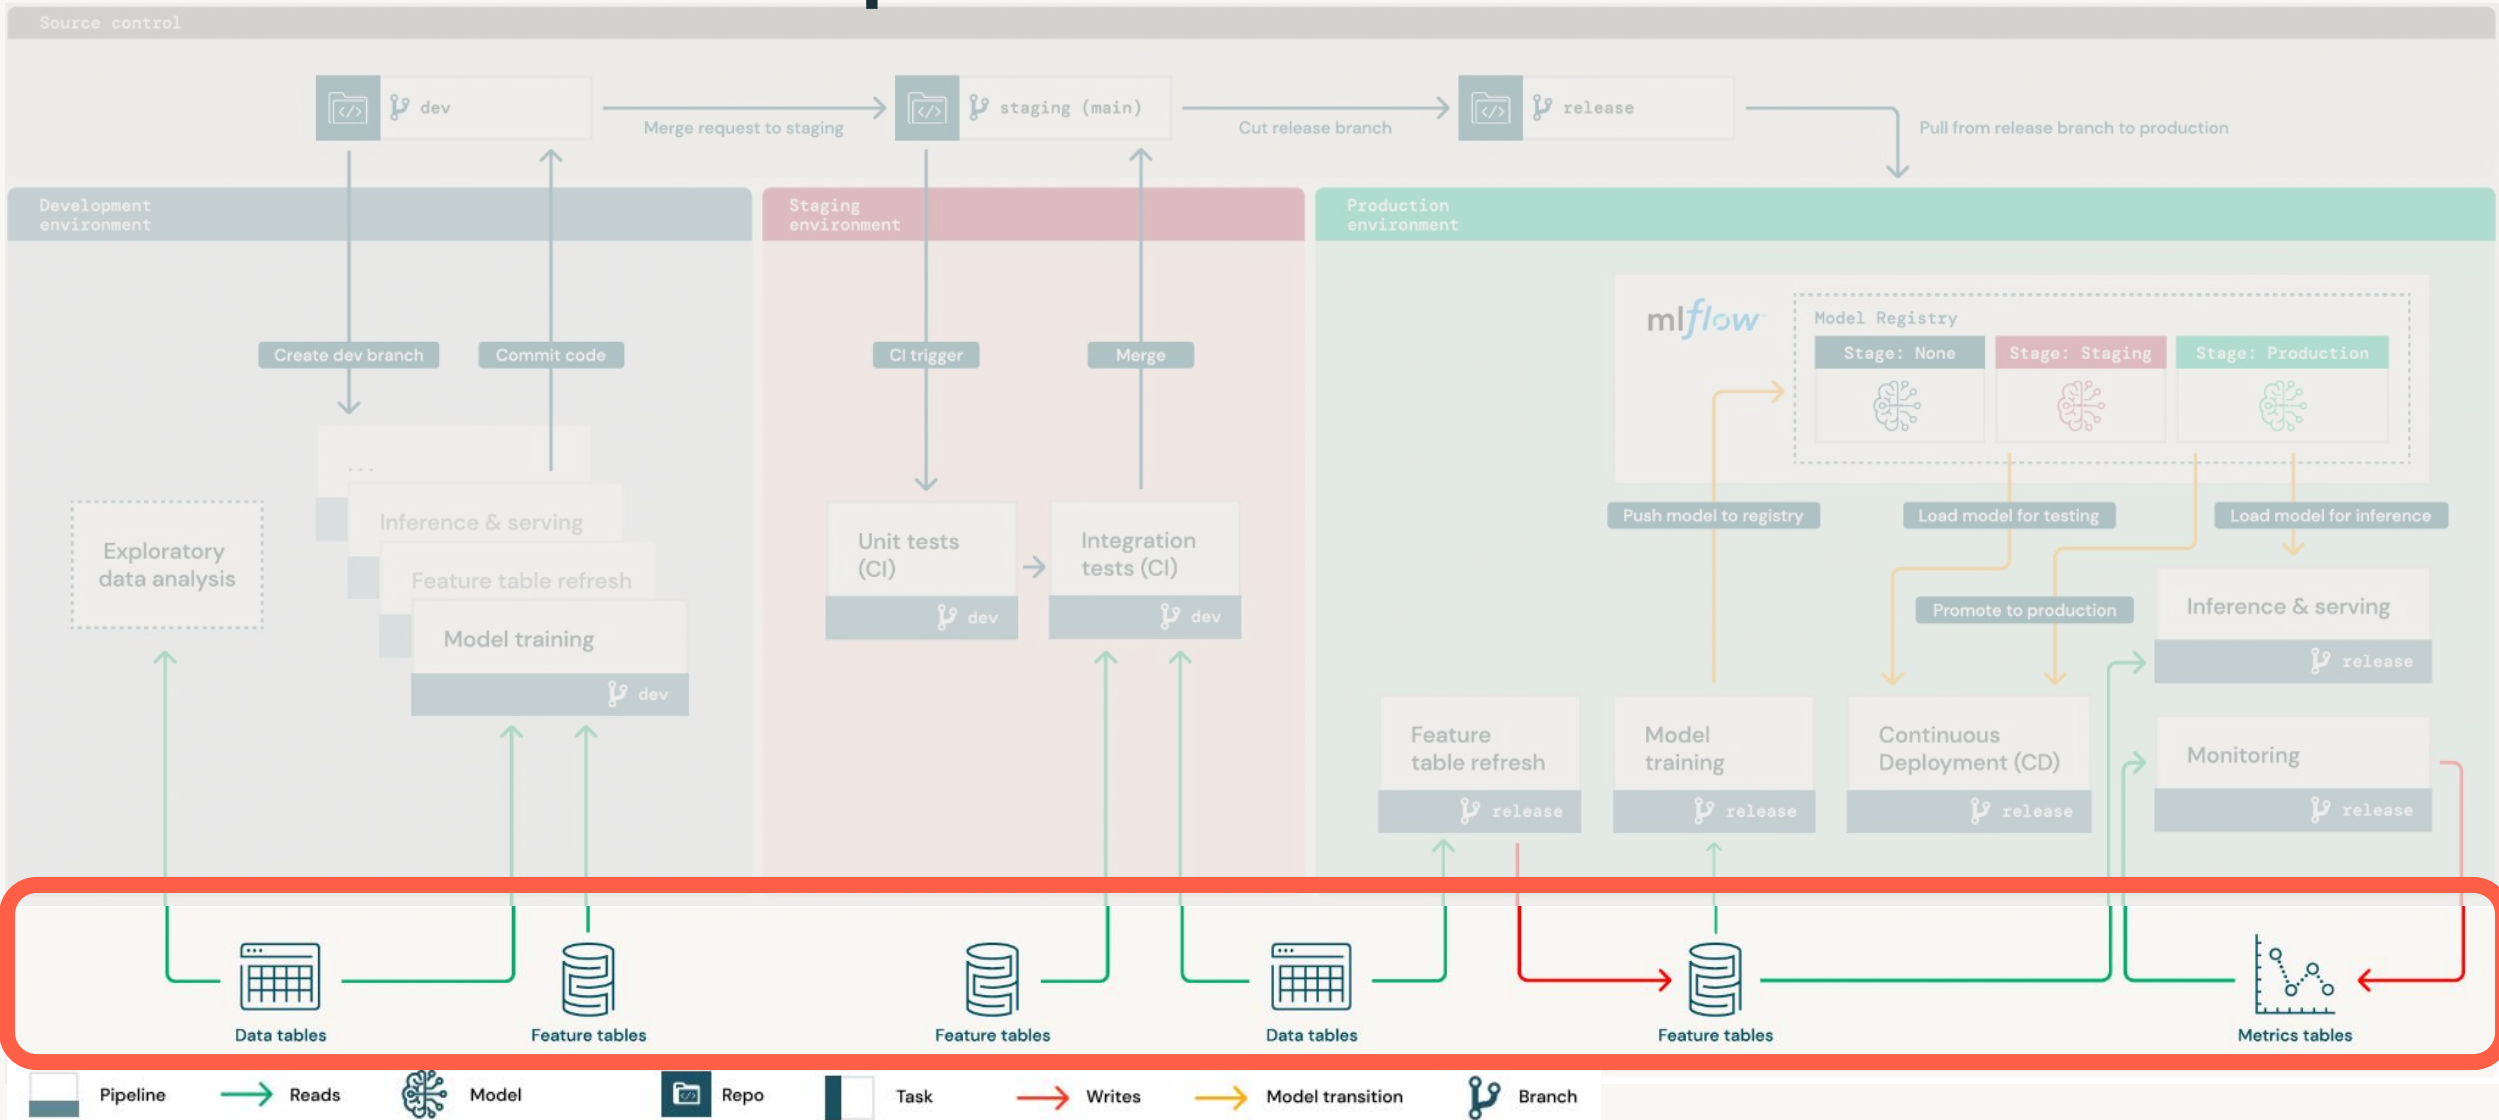 Source control
dev
Merge request to staging
staging (main)
Cut release branch
release
Pull from release branch to production
Development
environment
Staging
environment
Production
environment
Create dev branch
Commit code
...
Inference & serving
Feature table refresh
Model training
dev
Exploratory
data analysis
CI trigger
Merge
Unit tests
(CI)
dev
Integration
tests (CI)
dev
mlflow
Model Registry
Stage: None
Stage: Staging
Stage: Production
Push model to registry
Load model for testing
Load model for inference
Promote to production
Inference & serving
release
Feature
table refresh
release
Model
training
release
Continuous
Deployment (CD)
release
Monitoring
release
Data tables
Feature tables
Feature tables
Data tables
Feature tables
Metrics tables
Pipeline
Reads
Model
Repo
Task
Writes
Model transition
Branch